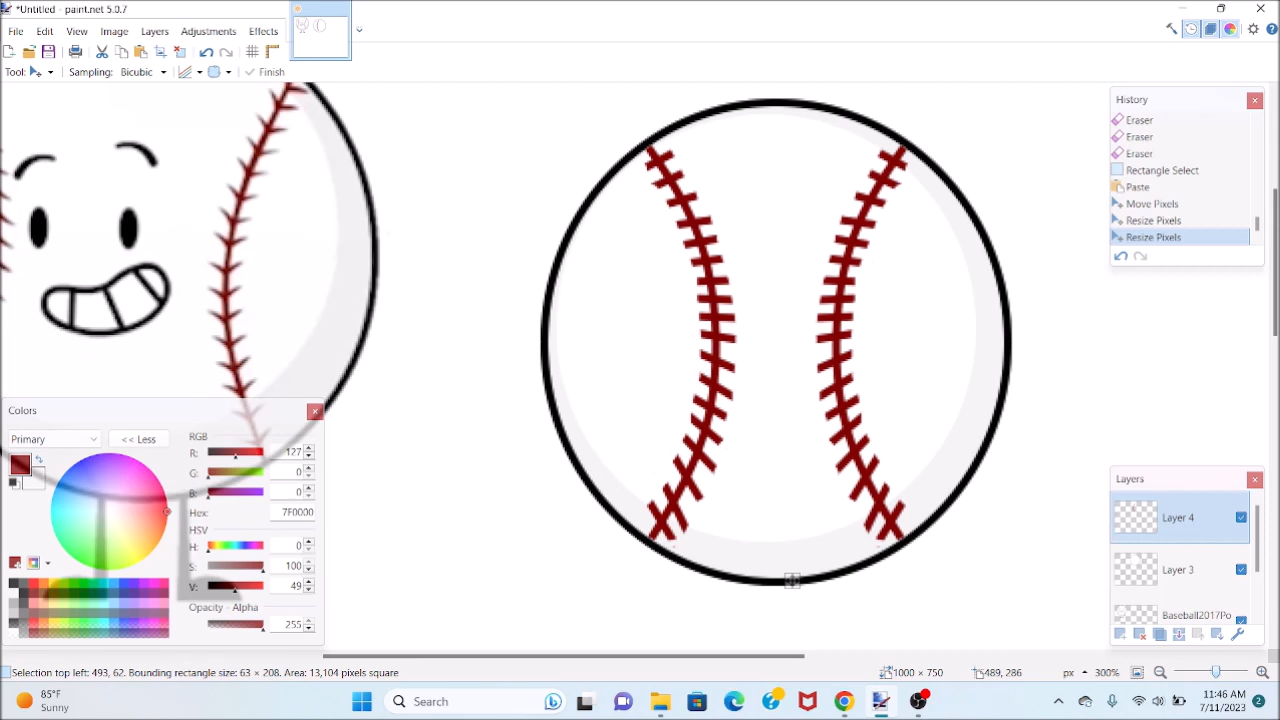 *Untitled - paint.net 5.0.7
File Edit View Image Layers Adjustments Effects
Tool: Sampling: Bicubic Finish
History
Eraser
Eraser
Eraser
Rectangle Select
Paste
Move Pixels
Resize Pixels
Resize Pixels
Colors
Primary << Less
RGB
R: 127
G: 0
B: 0
Hex: 7F0000
HSV
H: 0
S: 100
V: 49
Opacity - Alpha
255
Layers
Layer 4
Layer 3
Baseball2017Po
Selection top left: 493, 62. Bounding rectangle size: 63 × 208. Area: 13,104 pixels square 1000 × 750 489, 286 px 300%
85°F
Sunny
Search
11:46 AM
7/11/2023
2